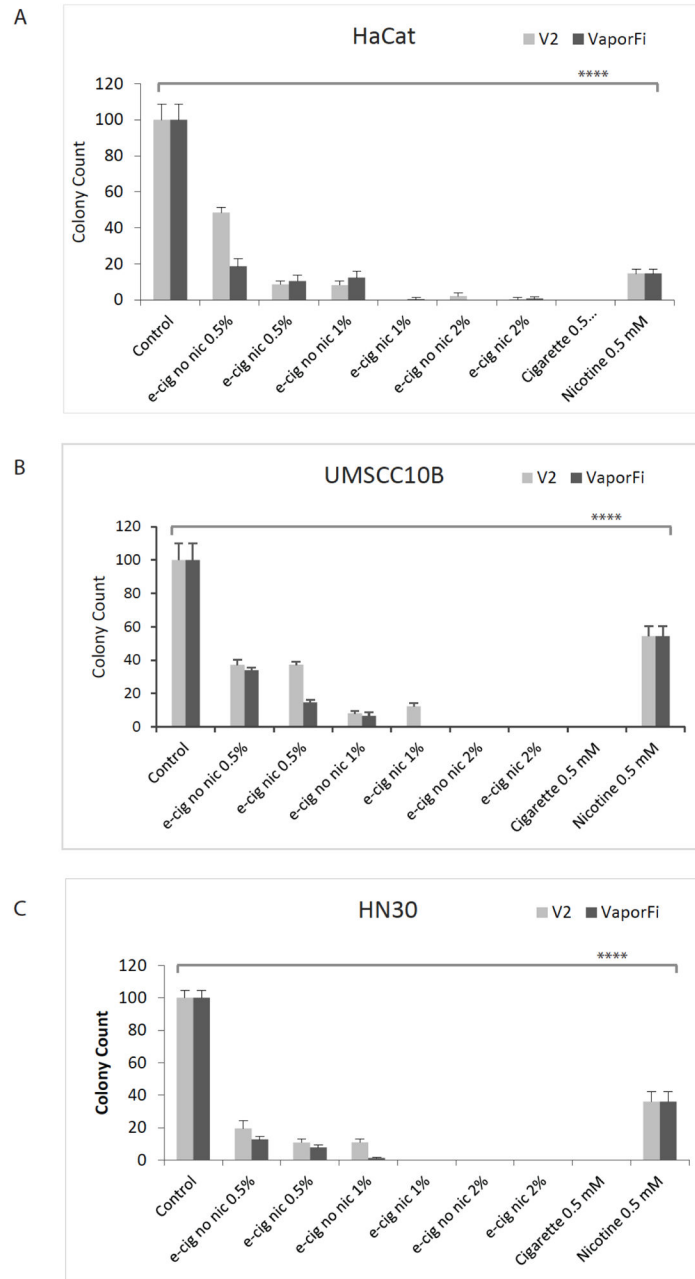 A
HaCat
V2 VaporFi
****
Colony Count
120
100
80
60
40
20
0
Control
e-cig no nic 0.5%
e-cig nic 0.5%
e-cig no nic 1%
e-cig nic 1%
e-cig no nic 2%
e-cig nic 2%
Cigarette 0.5...
Nicotine 0.5 mM
B
UMSCC10B
V2 VaporFi
****
Colony Count
120
100
80
60
40
20
0
Control
e-cig no nic 0.5%
e-cig nic 0.5%
e-cig no nic 1%
e-cig nic 1%
e-cig no nic 2%
e-cig nic 2%
Cigarette 0.5 mM
Nicotine 0.5 mM
C
HN30
V2 VaporFi
****
Colony Count
120
100
80
60
40
20
0
Control
e-cig no nic 0.5%
e-cig nic 0.5%
e-cig no nic 1%
e-cig nic 1%
e-cig no nic 2%
e-cig nic 2%
Cigarette 0.5 mM
Nicotine 0.5 mM